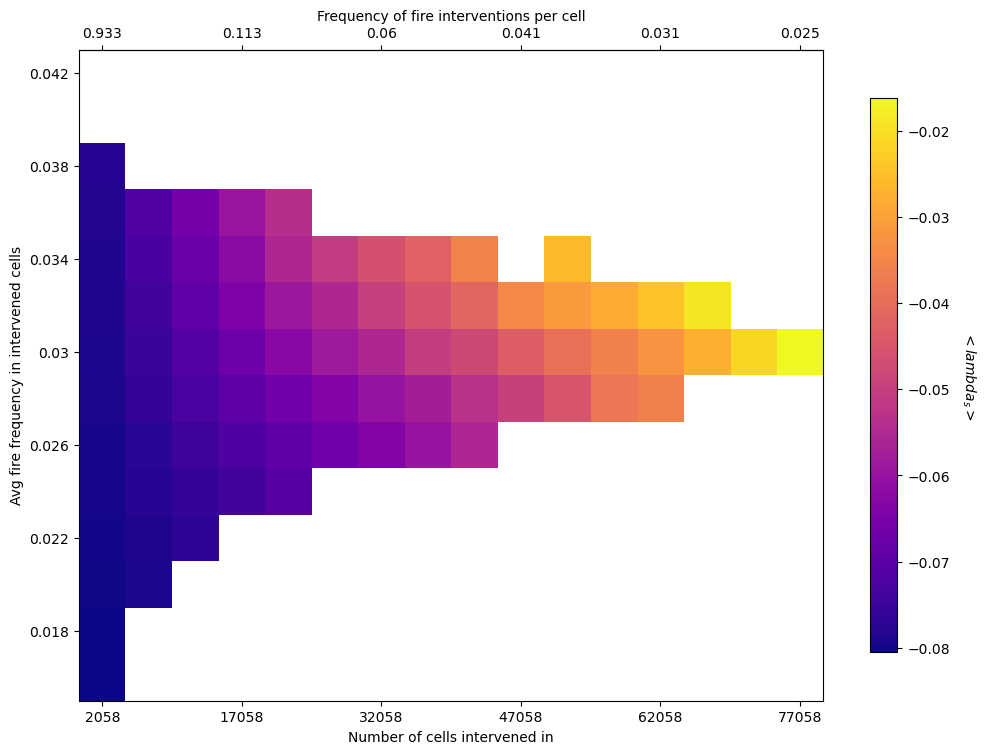 Frequency of fire interventions per cell
0.933 0.113 0.06 0.041 0.031 0.025
Avg fire frequency in intervened cells
0.042
0.038
0.034
0.03
0.026
0.022
0.018
2058 17058 32058 47058 62058 77058
Number of cells intervened in
−0.02
−0.03
−0.04
−0.05
−0.06
−0.07
−0.08
< lambda_s >